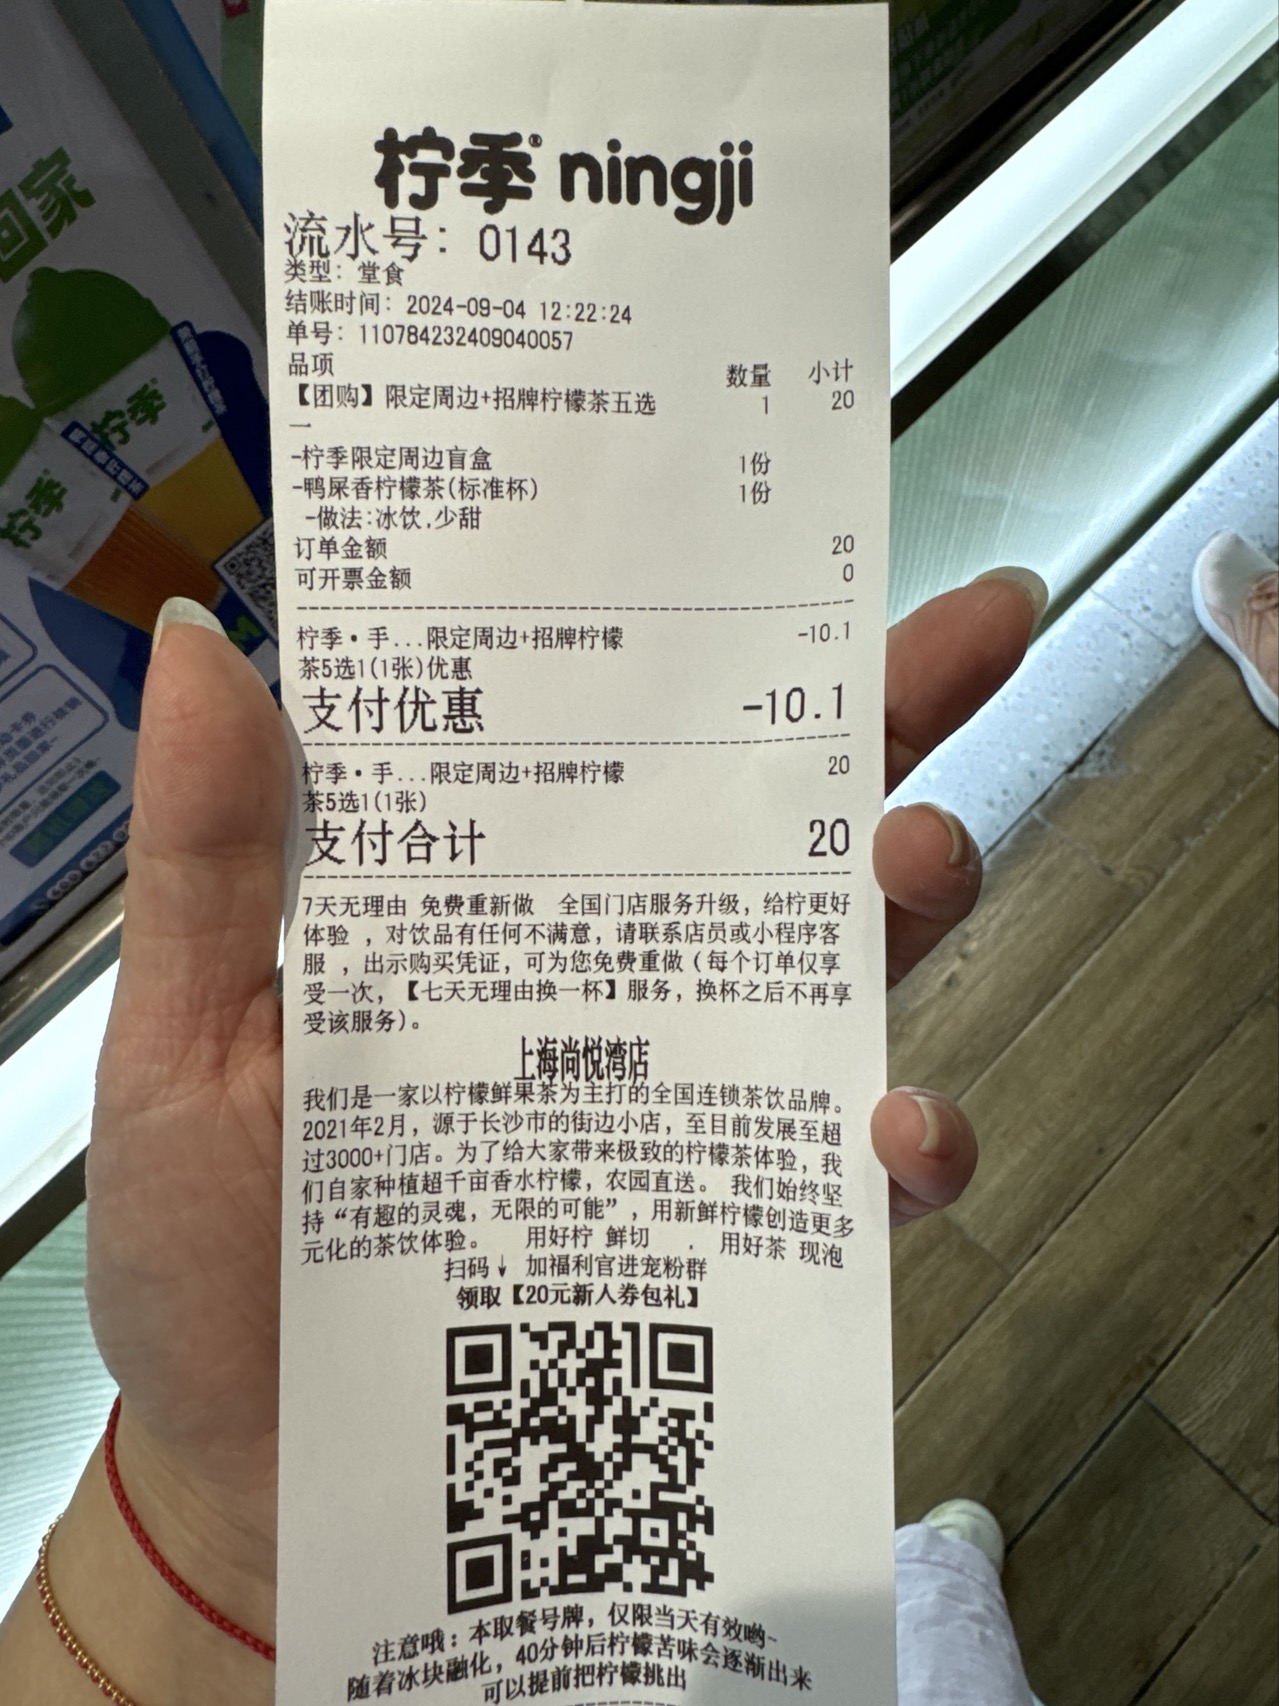 回家
柠季
柠季
柠季® ningji
流水号: 0143
类型: 堂食
结账时间: 2024-09-04 12:22:24
单号: 110784232409040057
品项 数量 小计
【团购】限定周边+招牌柠檬茶五选 1 20
一
-柠季限定周边盲盒 1份
-鸭屎香柠檬茶(标准杯) 1份
-做法:冰饮,少甜
订单金额 20
可开票金额 0
柠季•手...限定周边+招牌柠檬 -10.1
茶5选1(1张)优惠
支付优惠 -10.1
柠季•手...限定周边+招牌柠檬 20
茶5选1(1张)
支付合计 20
7天无理由 免费重新做 全国门店服务升级，给柠更好
体验 ，对饮品有任何不满意，请联系店员或小程序客
服 ，出示购买凭证，可为您免费重做（每个订单仅享
受一次，【七天无理由换一杯】服务，换杯之后不再享
受该服务)。
上海尚悦湾店
我们是一家以柠檬鲜果茶为主打的全国连锁茶饮品牌。
2021年2月，源于长沙市的街边小店，至目前发展至超
过3000+门店。为了给大家带来极致的柠檬茶体验，我
们自家种植超千亩香水柠檬，农园直送。 我们始终坚
持“有趣的灵魂，无限的可能”，用新鲜柠檬创造更多
元化的茶饮体验。 用好柠 鲜切 . 用好茶 现泡
扫码↓ 加福利官进宠粉群
领取【20元新人券包礼】
注意哦：本取餐号牌，仅限当天有效哟~
随着冰块融化，40分钟后柠檬苦味会逐渐出来
可以提前把柠檬挑出